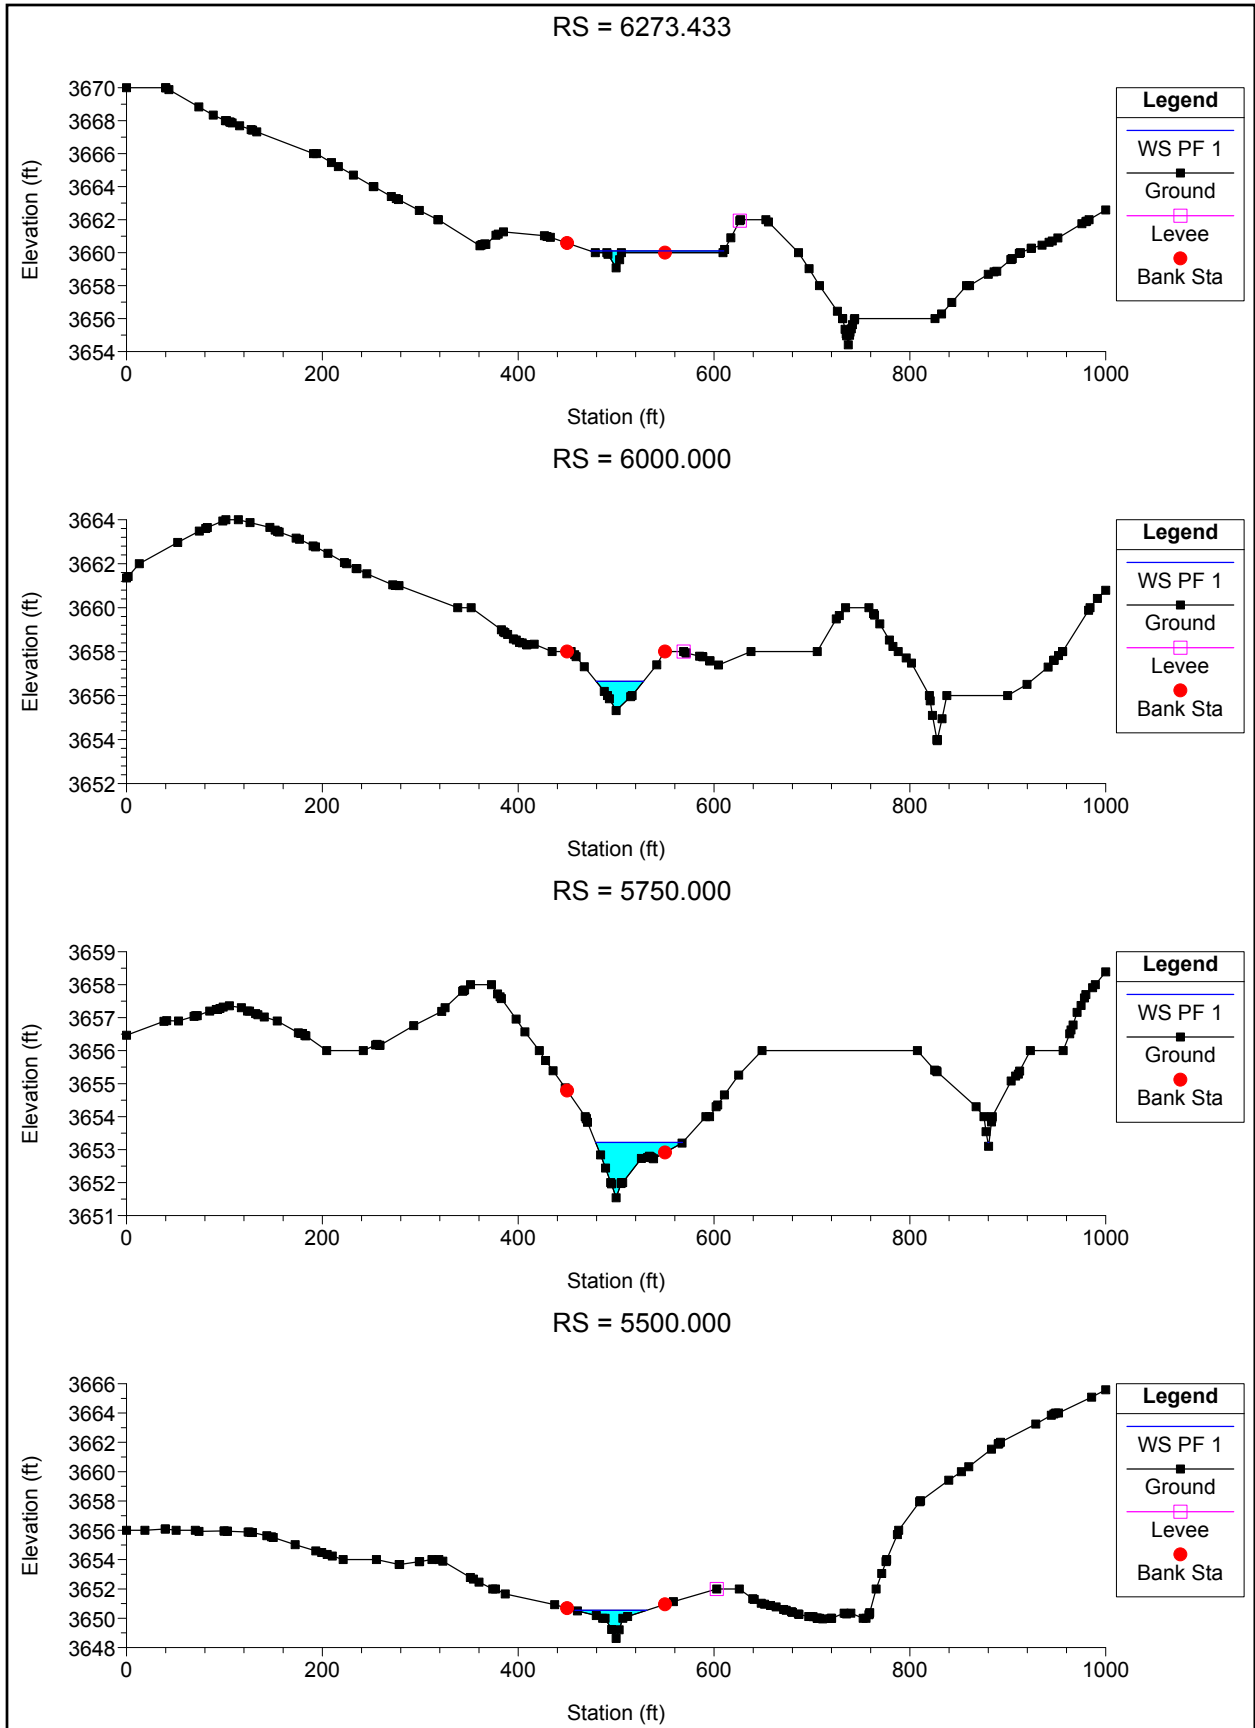 RS = 6273.433
3670
3668
3666
3664
3662
3660
3658
3656
3654
0
200
400
600
800
1000
Elevation (ft)
Station (ft)
Legend
WS PF 1
Ground
Levee
Bank Sta
RS = 6000.000
3664
3662
3660
3658
3656
3654
3652
0
200
400
600
800
1000
Elevation (ft)
Station (ft)
Legend
WS PF 1
Ground
Levee
Bank Sta
RS = 5750.000
3659
3658
3657
3656
3655
3654
3653
3652
3651
0
200
400
600
800
1000
Elevation (ft)
Station (ft)
Legend
WS PF 1
Ground
Bank Sta
RS = 5500.000
3666
3664
3662
3660
3658
3656
3654
3652
3650
3648
0
200
400
600
800
1000
Elevation (ft)
Station (ft)
Legend
WS PF 1
Ground
Levee
Bank Sta